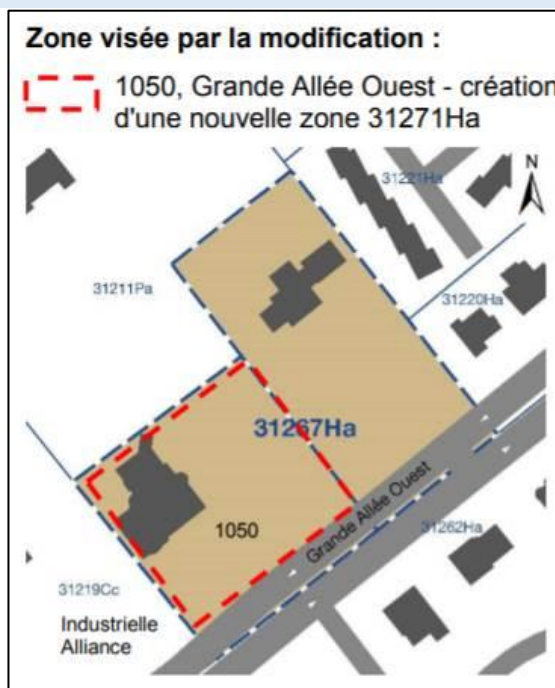 Zone visée par la modification :
1050, Grande Allée Ouest - création
d'une nouvelle zone 31271Ha
N
31221Ha
31211Pa
31220Ha
31267Ha
Grande Allée Ouest
1050
31262Ha
31219Cc
Industrielle
Alliance